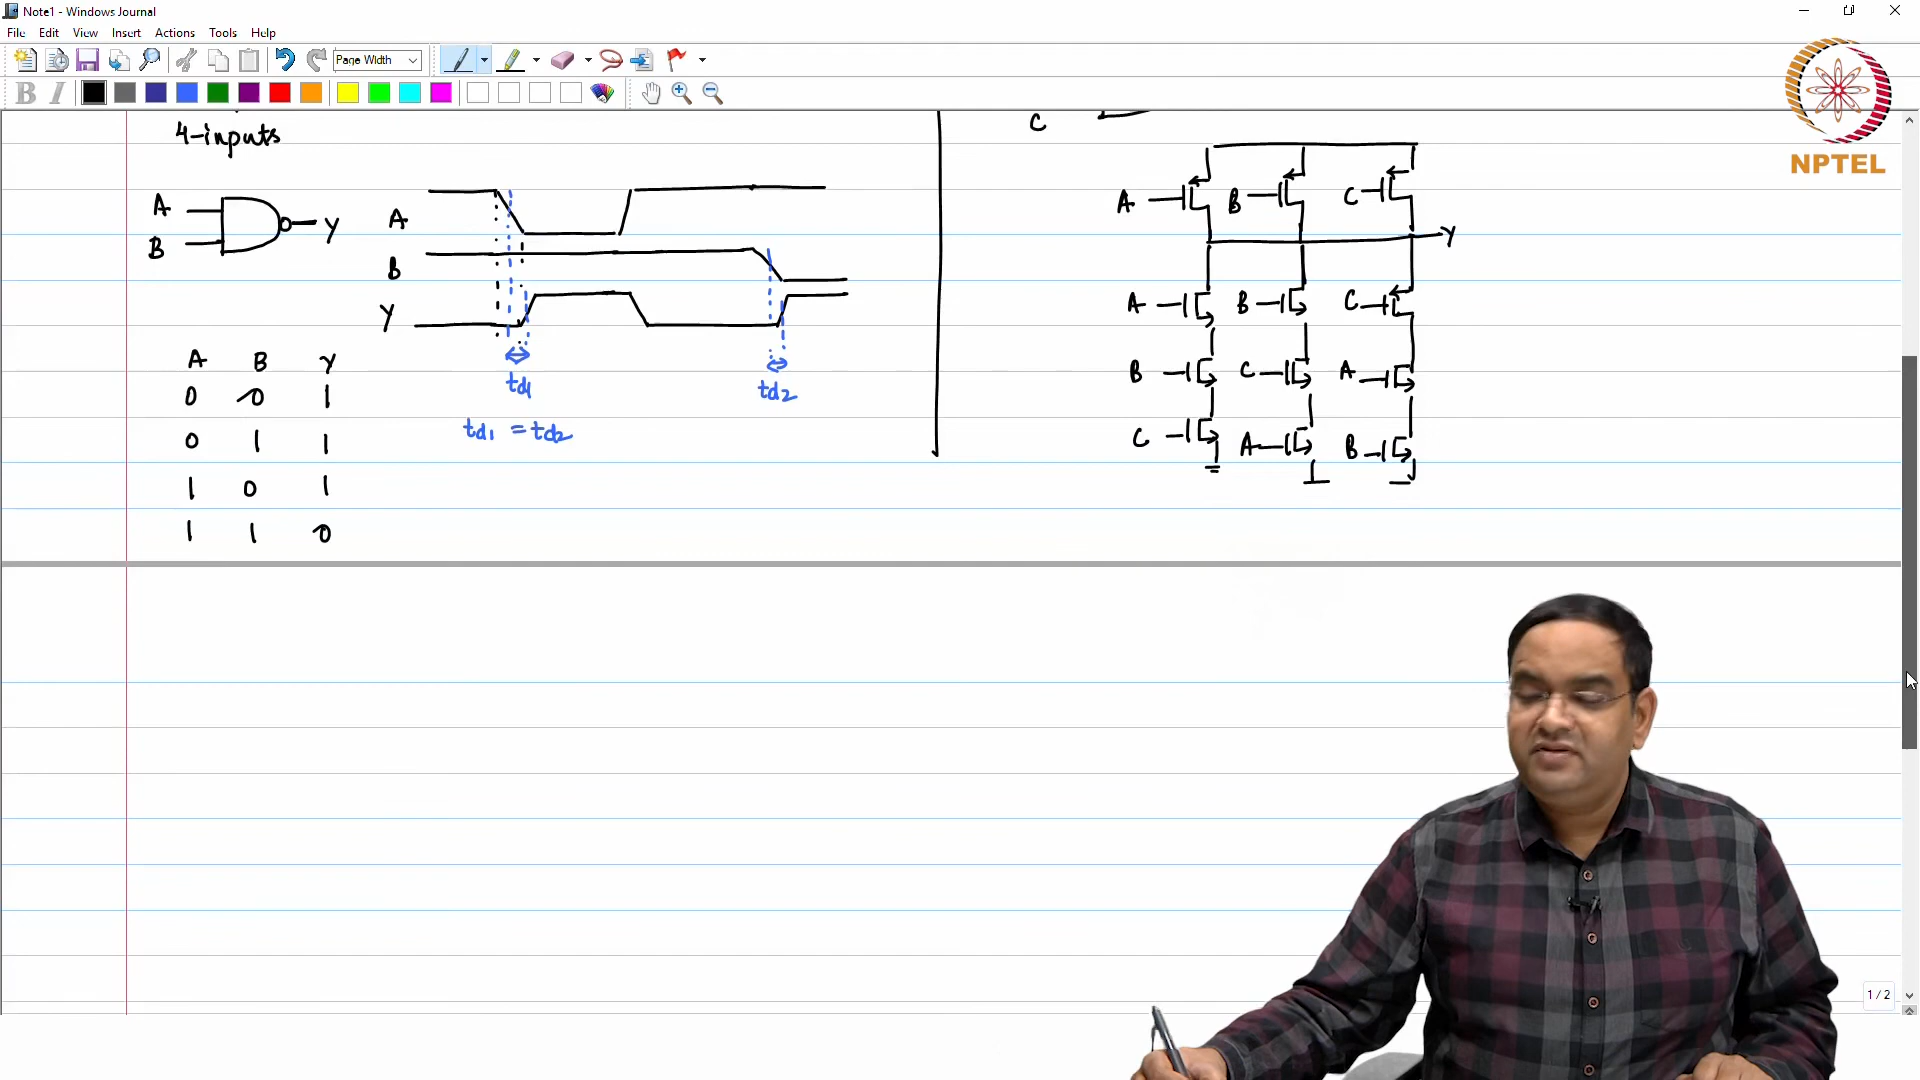 Note1 - Windows Journal
File Edit View Insert Actions Tools Help
Page Width
B I
NPTEL
4-inputs
A
B
Y
A
B
Y
td1
td2
td1 = td2
A B Y
0 0 1
0 1 1
1 0 1
1 1 0
C
A B C
Y
A B C
B C A
C A B
1 / 2